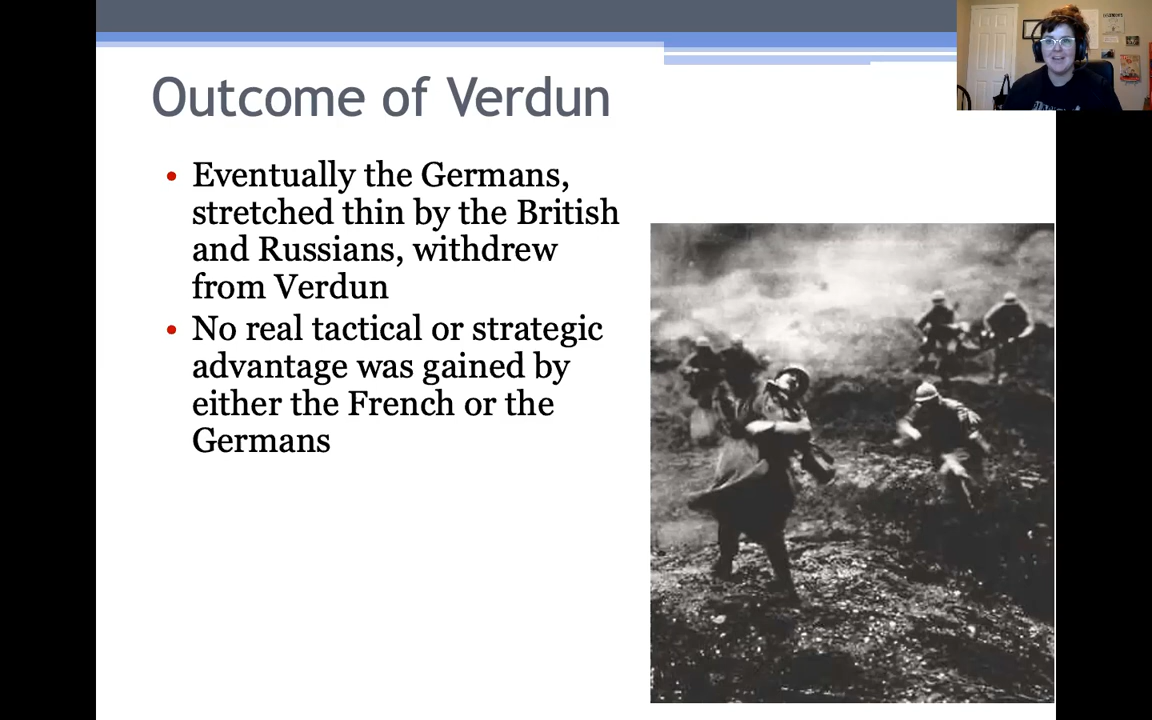 Outcome of Verdun
• Eventually the Germans,
stretched thin by the British
and Russians, withdrew
from Verdun
• No real tactical or strategic
advantage was gained by
either the French or the
Germans